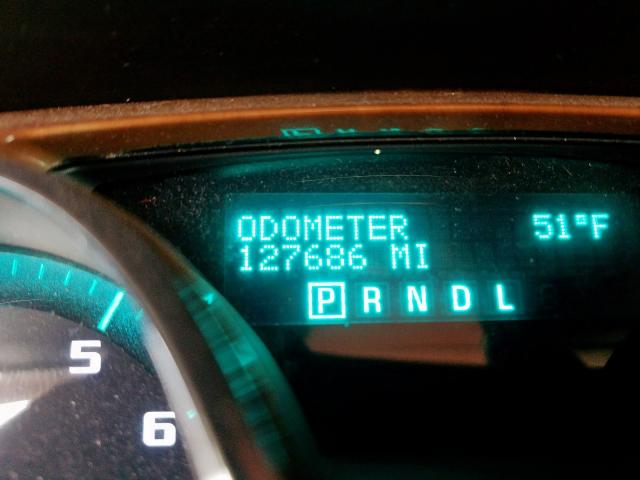 ODOMETER 51°F
127686 MI
P R N D L
5
6